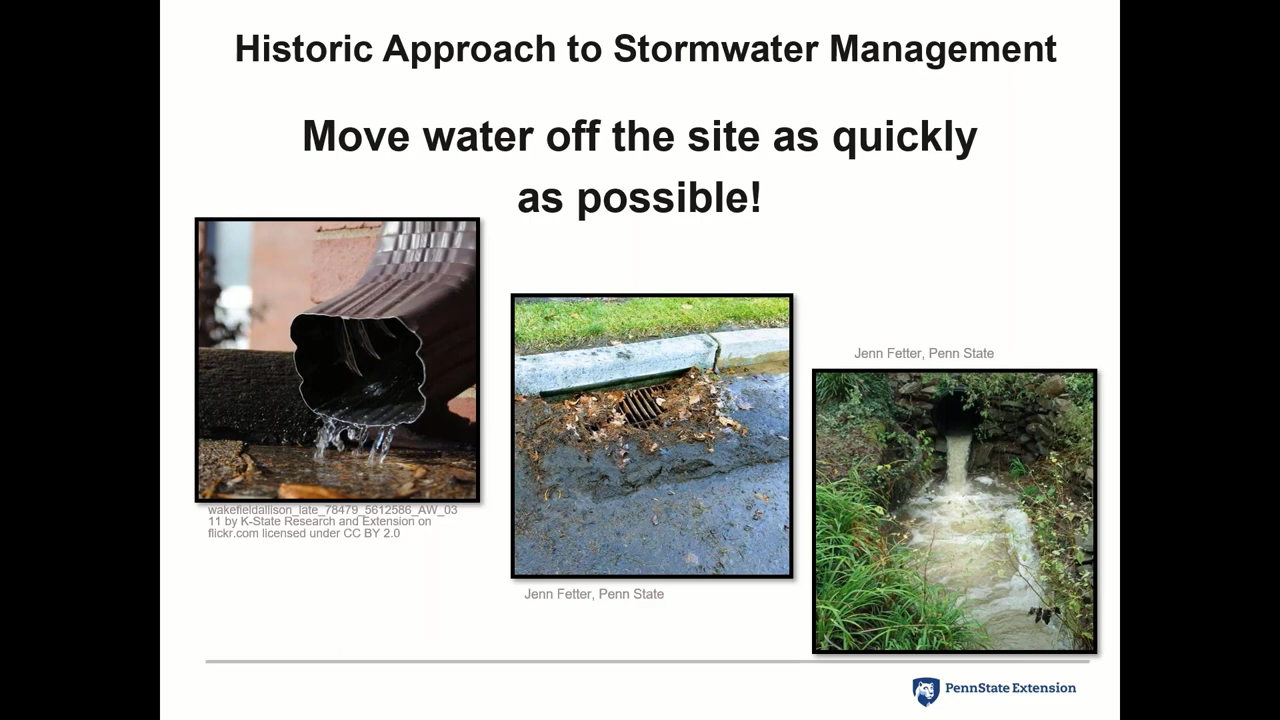 Historic Approach to Stormwater Management
Move water off the site as quickly
as possible!
Jenn Fetter, Penn State
wakefieldallison_late_78479_5612586_AW_03
11 by K-State Research and Extension on
flickr.com licensed under CC BY 2.0
Jenn Fetter, Penn State
PennState Extension